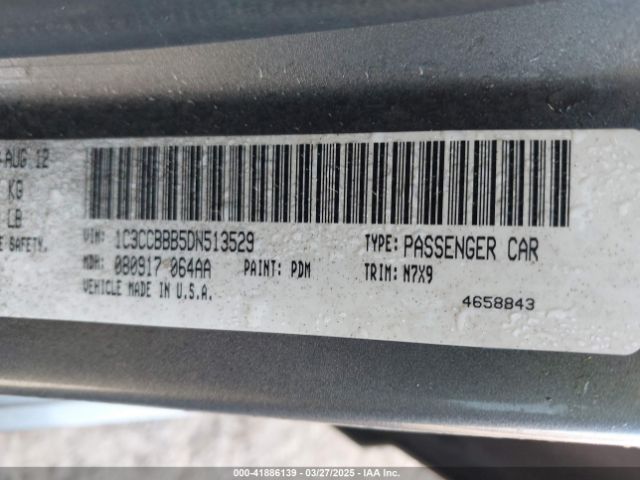 AUG 12
KG
LB
E SAFETY.
VIN: 1C3CCBBB5DN513529 TYPE: PASSENGER CAR
MDH: 080917 064AA PAINT: PDM TRIM: N7X9
VEHICLE MADE IN U.S.A. 4658843
000-41886139 • 03/27/2025 • IAA Inc.